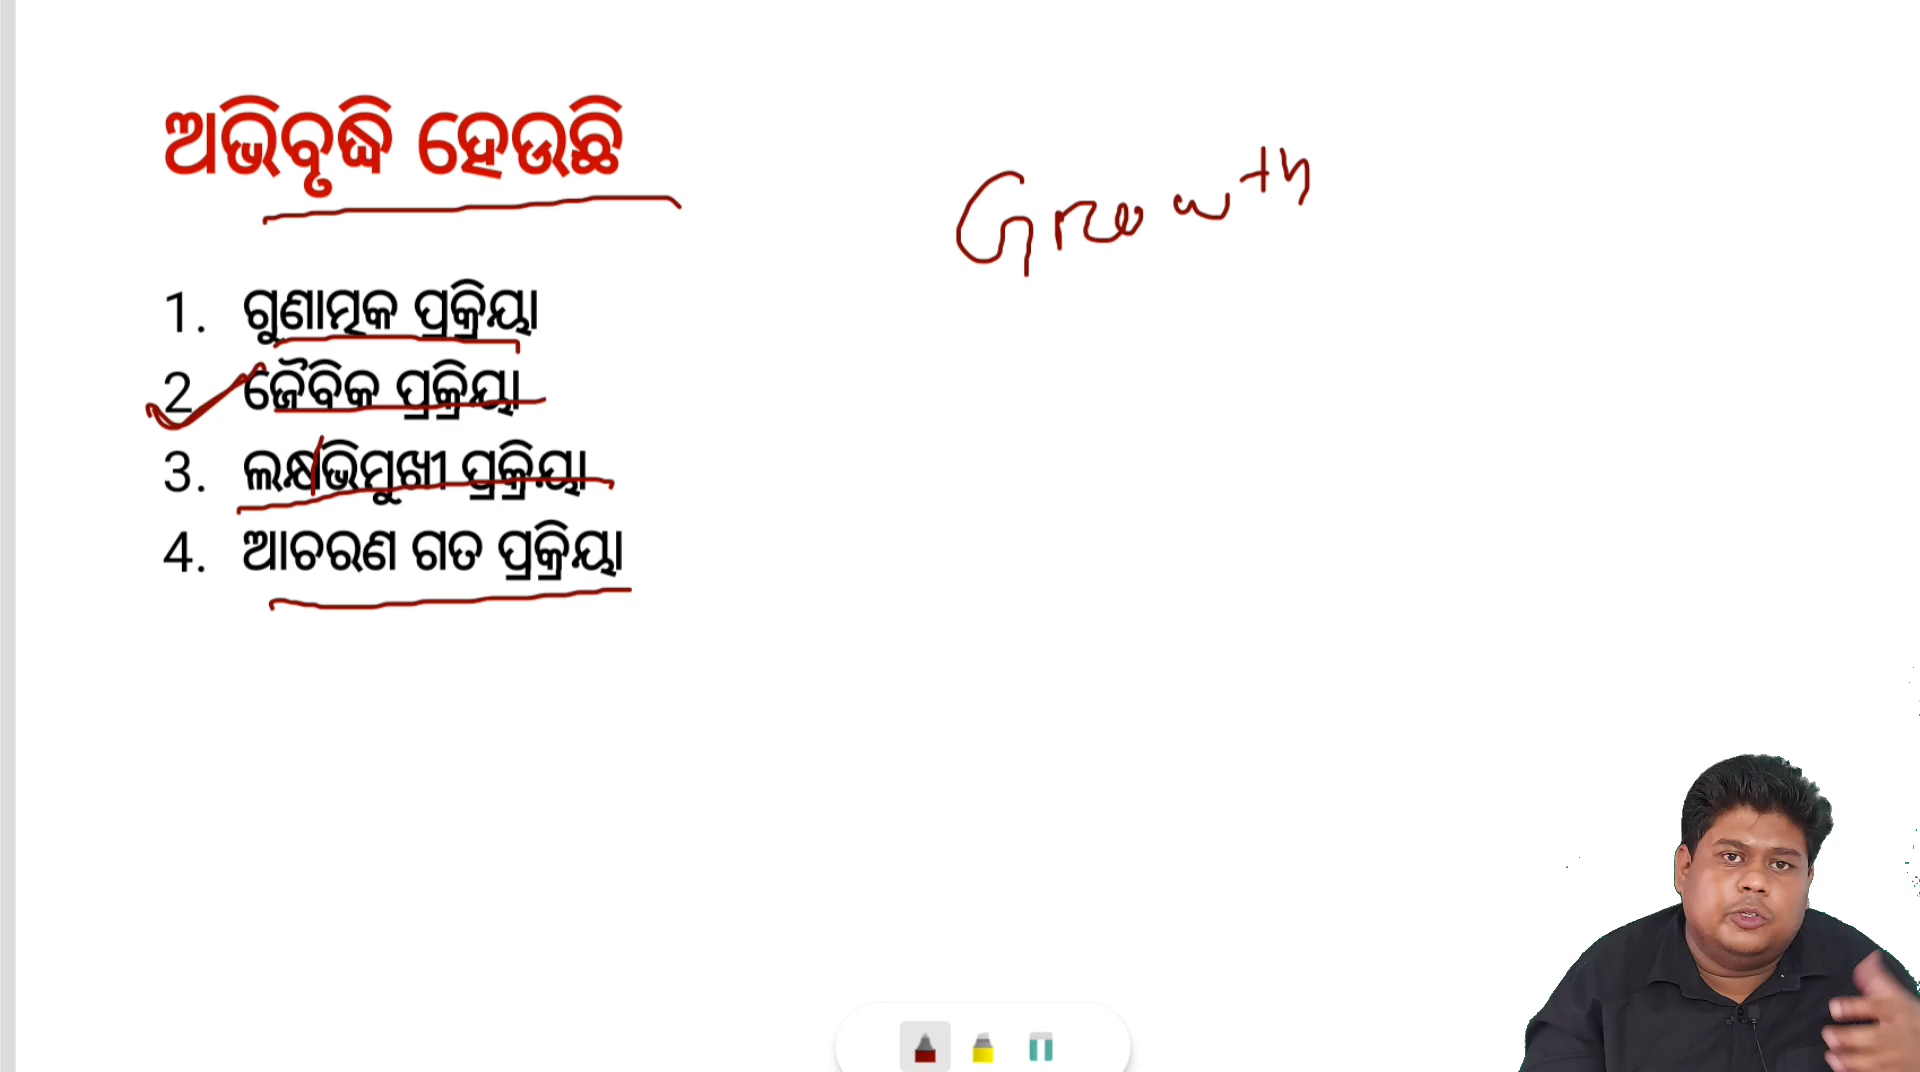 ଅଭିବୃଦ୍ଧି ହେଉଛି
Growth
1. ଗୁଣାତ୍ମକ ପ୍ରକ୍ରିୟା
2. ଜୈବିକ ପ୍ରକ୍ରିୟା
3. ଲକ୍ଷାଭିମୁଖୀ ପ୍ରକ୍ରିୟା
4. ଆଚରଣ ଗତ ପ୍ରକ୍ରିୟା